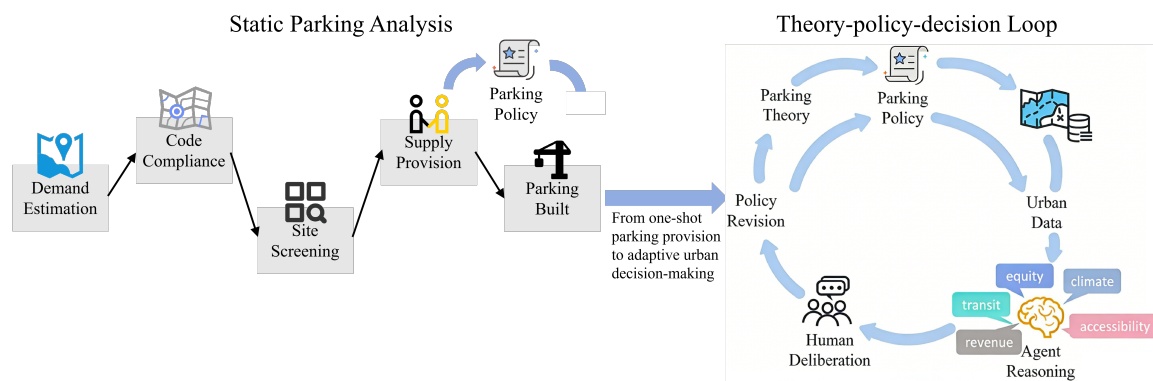 Static Parking Analysis
Demand
Estimation
Code
Compliance
Site
Screening
Supply
Provision
Parking
Policy
Parking
Built
From one-shot
parking provision
to adaptive urban
decision-making
Theory-policy-decision Loop
Parking
Theory
Parking
Policy
Urban
Data
equity
climate
transit
accessibility
revenue
Agent
Reasoning
Human
Deliberation
Policy
Revision